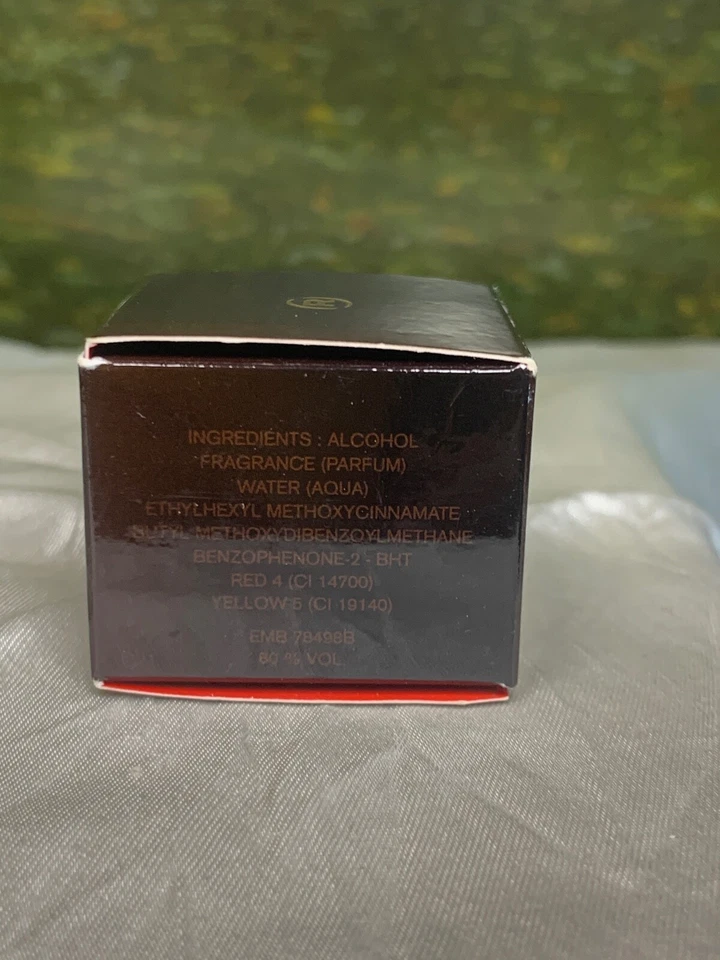 INGREDIENTS : ALCOHOL
FRAGRANCE (PARFUM)
WATER (AQUA)
ETHYLHEXYL METHOXYCINNAMATE
BUTYL METHOXYDIBENZOYLMETHANE
BENZOPHENONE-2 - BHT
RED 4 (CI 14700)
YELLOW 5 (CI 19140)
EMB 78498B
80 % VOL.